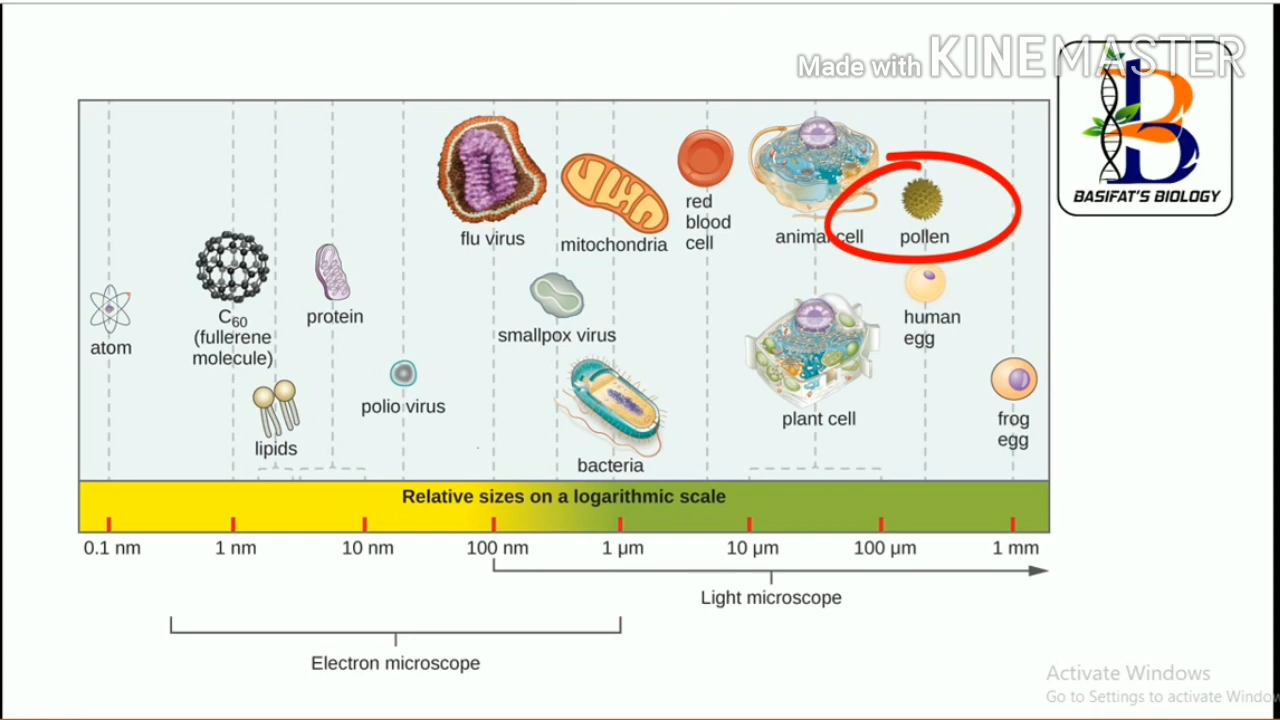 Made with KINEMASTER
BASIFAT'S BIOLOGY
flu virus
mitochondria
red
blood
cell
animal cell
pollen
C60
(fullerene
molecule)
protein
atom
smallpox virus
human
egg
polio virus
lipids
bacteria
plant cell
frog
egg
Relative sizes on a logarithmic scale
0.1 nm
1 nm
10 nm
100 nm
1 μm
10 μm
100 μm
1 mm
Light microscope
Electron microscope
Activate Windows
Go to Settings to activate Window